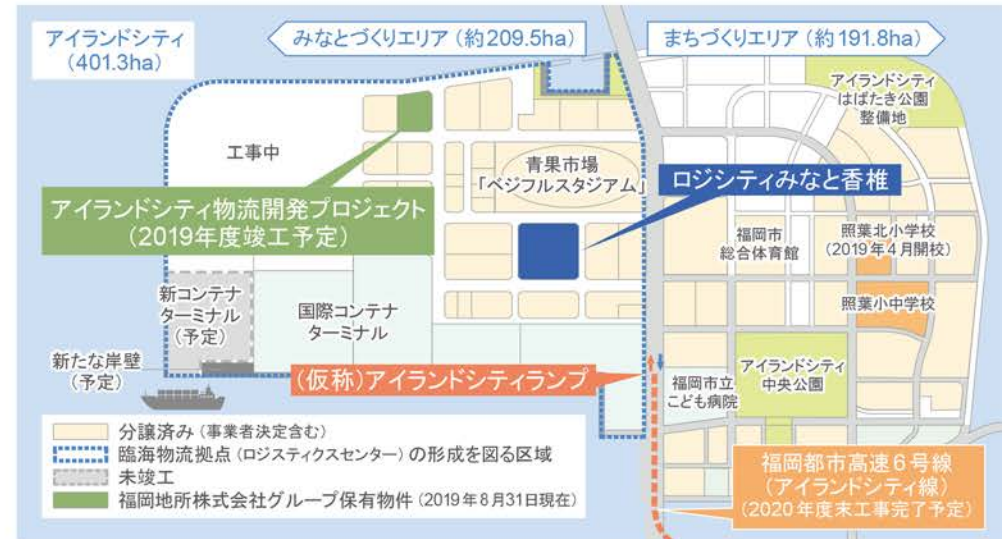 アイランドシティ
(401.3ha)
みなとづくりエリア (約209.5ha)
まちづくりエリア (約191.8ha)
アイランドシティ
はばたき公園
整備地
工事中
青果市場
「ベジフルスタジアム」
ロジシティみなと香椎
アイランドシティ物流開発プロジェクト
(2019年度竣工予定)
福岡市
総合体育館
照葉北小学校
(2019年4月開校)
新コンテナ
ターミナル
(予定)
国際コンテナ
ターミナル
照葉小中学校
新たな岸壁
(予定)
(仮称)アイランドシティランプ
福岡市立
こども病院
アイランドシティ
中央公園
分譲済み (事業者決定含む)
臨海物流拠点 (ロジスティクスセンター) の形成を図る区域
未竣工
福岡地所株式会社グループ保有物件 (2019年8月31日現在)
福岡都市高速6号線
(アイランドシティ線)
(2020年度末工事完了予定)